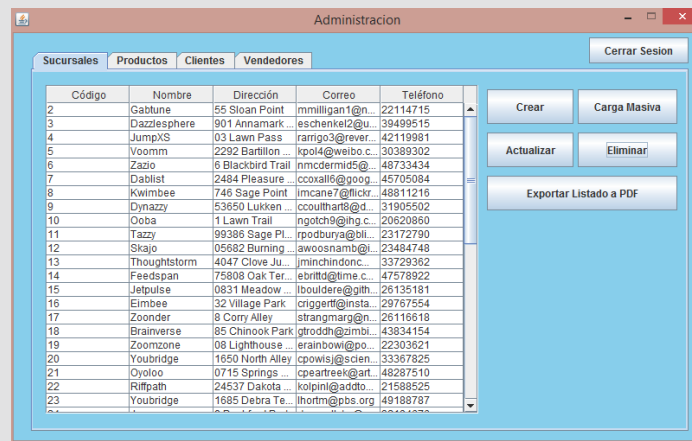 Administracion
Cerrar Sesion
Sucursales Productos Clientes Vendedores
Código Nombre Dirección Correo Teléfono
2 Gabtune 55 Sloan Point mmilligan1@n... 22114715
3 Dazzlesphere 901 Annamark ... eschenkel2@u... 39499515
4 JumpXS 03 Lawn Pass rarrigo3@rever... 42119981
5 Voomm 2292 Bartillon ... kpol4@weibo.c... 30389302
6 Zazio 6 Blackbird Trail nmcdermid5@... 48733434
7 Dablist 2484 Pleasure ... ccoxall6@goog... 45705084
8 Kwimbee 746 Sage Point imcane7@flickr... 48811216
9 Dynazzy 53650 Lukken ... ccoulthart8@d... 31905502
10 Ooba 1 Lawn Trail ngotch9@ihg.c... 20620860
11 Tazzy 99386 Sage Pl... rpodburya@bli... 23172790
12 Skajo 05682 Burning ... awoosnamb@i... 23484748
13 Thoughtstorm 4047 Clove Ju... jminchindonc... 33729362
14 Feedspan 75808 Oak Ter... ebrittd@time.c... 47578922
15 Jetpulse 0831 Meadow ... lbouldere@gith... 26135181
16 Eimbee 32 Village Park criggertf@insta... 29767554
17 Zoonder 8 Corry Alley strangmarg@n... 26116618
18 Brainverse 85 Chinook Park gtroddh@zimbi... 43834154
19 Zoomzone 08 Lighthouse ... erainbowi@po... 22303621
20 Youbridge 1650 North Alley cpowisj@scien... 33367825
21 Oyoloo 0715 Springs ... cpeartreek@art... 48287510
22 Riffpath 24537 Dakota ... kolpinl@addto... 21588525
23 Youbridge 1685 Debra Te... lhortm@pbs.org 49188787
Crear Carga Masiva
Actualizar Eliminar
Exportar Listado a PDF